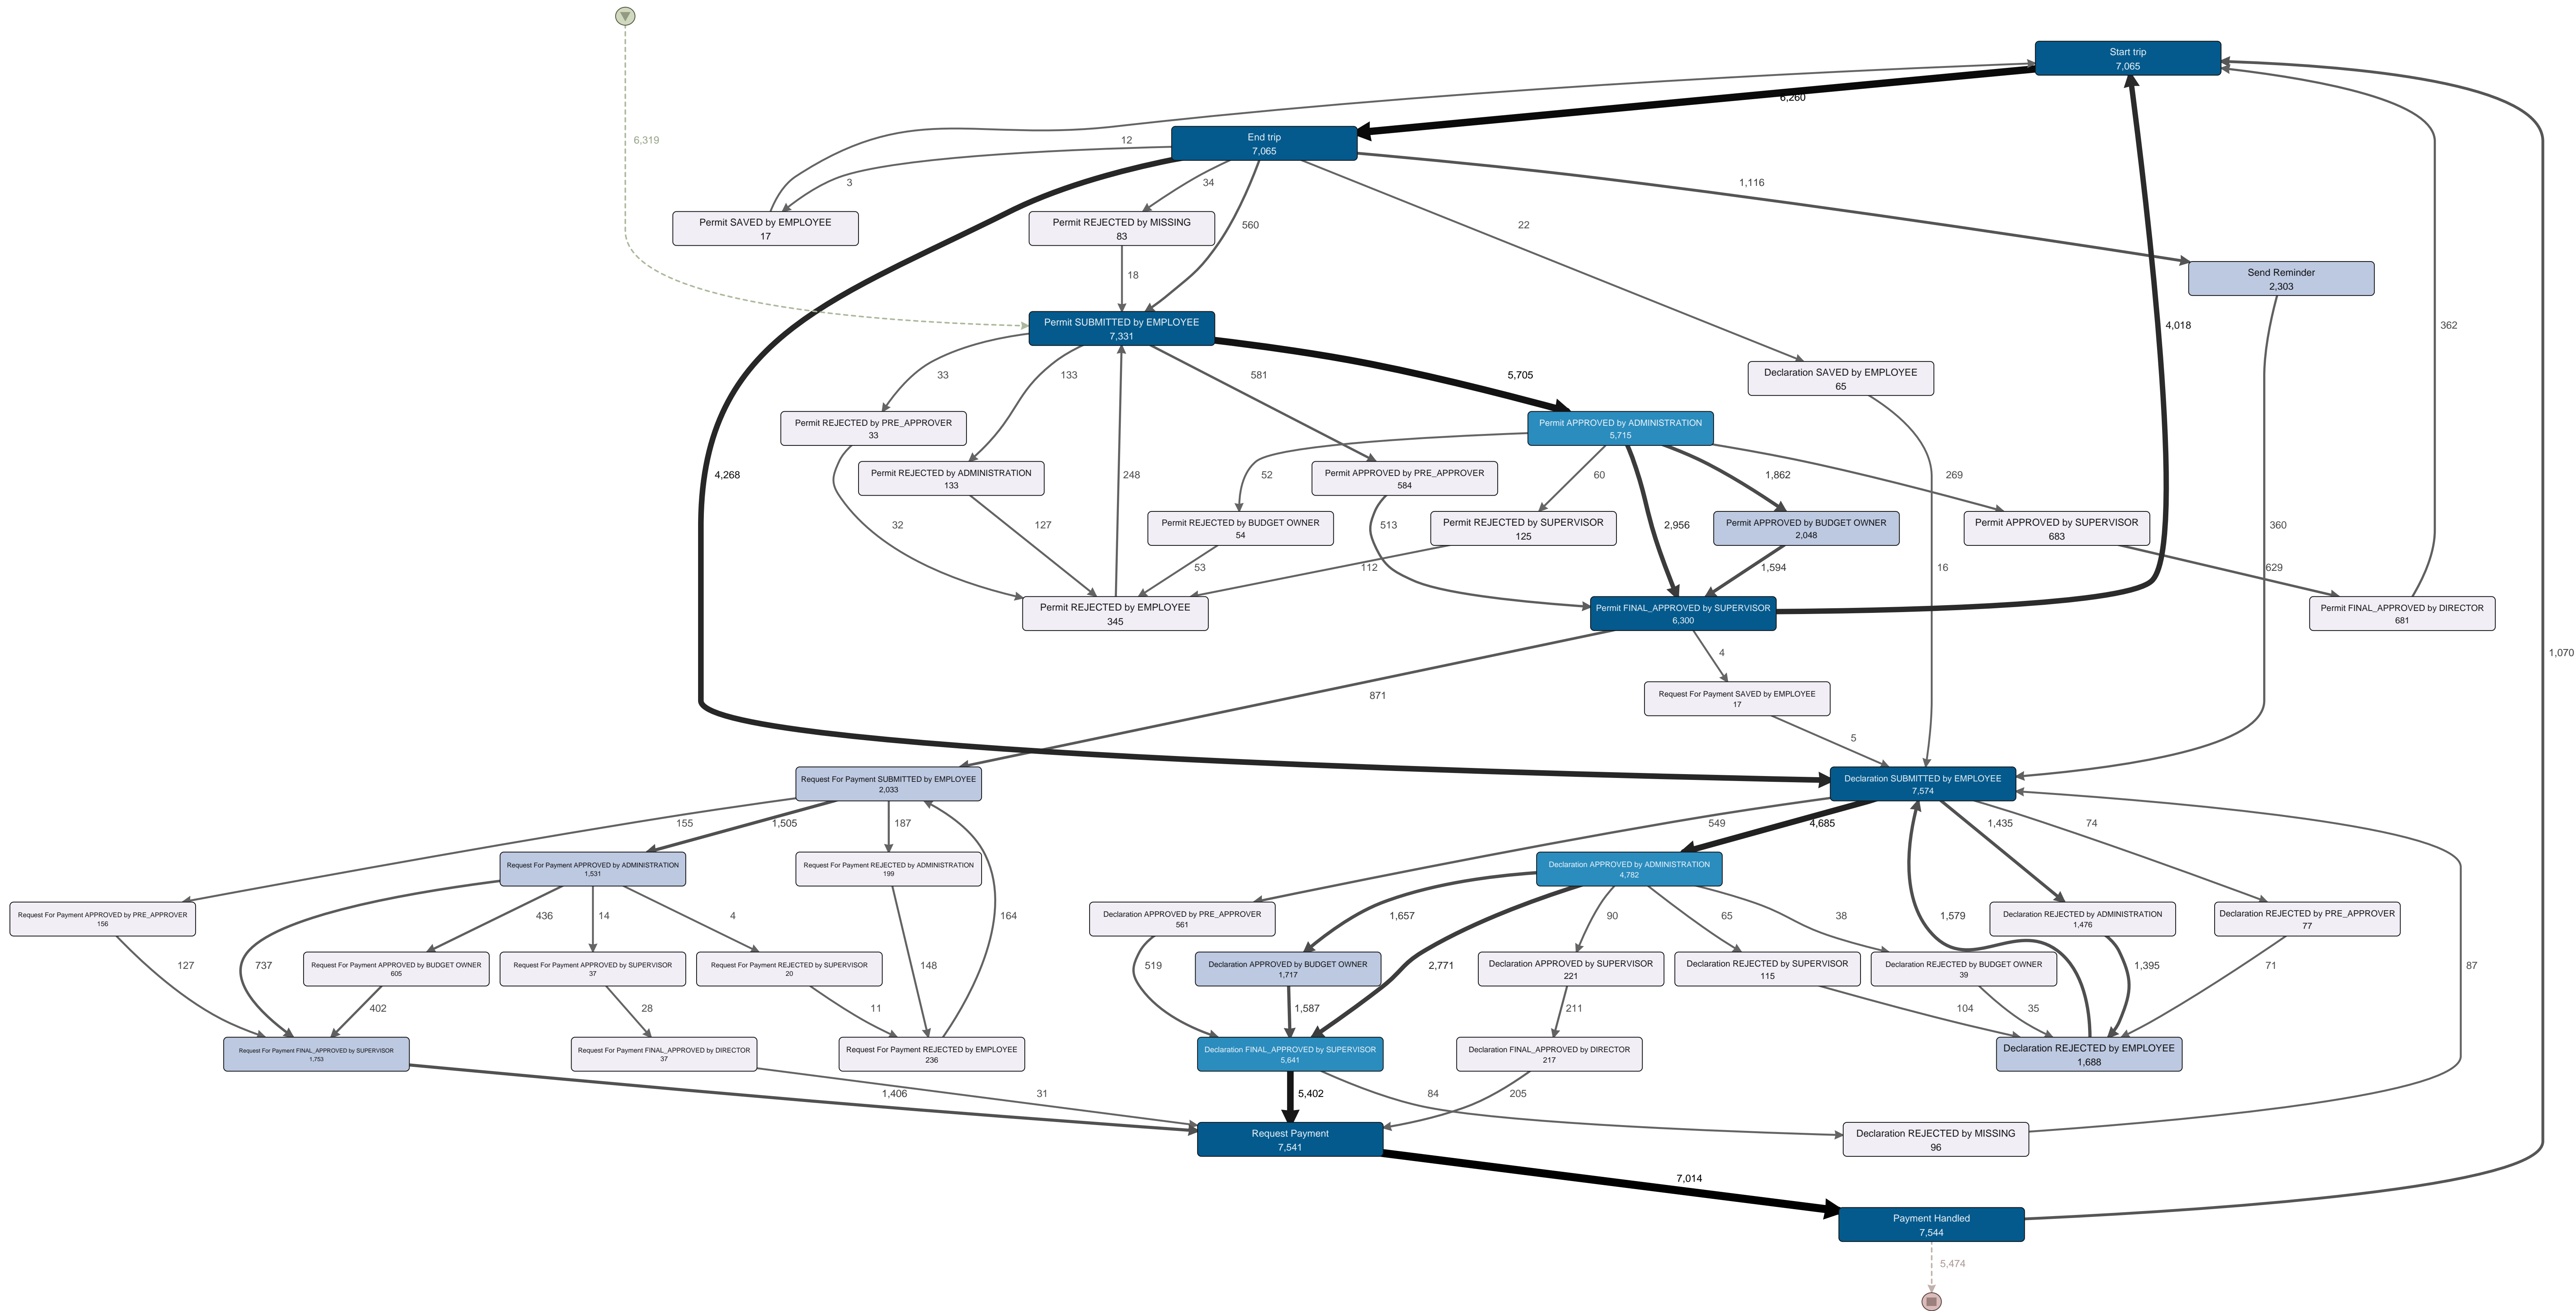 Start trip
7,065
6,260
End trip
7,065
6,319
12
3
34
560
22
1,116
Permit SAVED by EMPLOYEE
17
Permit REJECTED by MISSING
83
Send Reminder
2,303
18
Permit SUBMITTED by EMPLOYEE
7,331
4,018
362
33
133
581
5,705
Declaration SAVED by EMPLOYEE
65
Permit REJECTED by PRE_APPROVER
33
Permit APPROVED by ADMINISTRATION
5,715
4,268
Permit REJECTED by ADMINISTRATION
133
248
52
Permit APPROVED by PRE_APPROVER
584
60
1,862
269
32
127
Permit REJECTED by BUDGET OWNER
54
513
Permit REJECTED by SUPERVISOR
125
2,956
Permit APPROVED by BUDGET OWNER
2,048
Permit APPROVED by SUPERVISOR
683
360
53
112
1,594
16
629
Permit REJECTED by EMPLOYEE
345
Permit FINAL_APPROVED by SUPERVISOR
6,300
Permit FINAL_APPROVED by DIRECTOR
681
4
1,070
871
Request For Payment SAVED by EMPLOYEE
17
5
Request For Payment SUBMITTED by EMPLOYEE
2,033
Declaration SUBMITTED by EMPLOYEE
7,574
155
1,505
187
549
4,685
1,435
74
Request For Payment APPROVED by ADMINISTRATION
1,531
Request For Payment REJECTED by ADMINISTRATION
199
Declaration APPROVED by ADMINISTRATION
4,782
Request For Payment APPROVED by PRE_APPROVER
156
436
14
4
164
Declaration APPROVED by PRE_APPROVER
561
1,657
90
65
38
1,579
Declaration REJECTED by ADMINISTRATION
1,476
Declaration REJECTED by PRE_APPROVER
77
127
737
Request For Payment APPROVED by BUDGET OWNER
605
Request For Payment APPROVED by SUPERVISOR
37
Request For Payment REJECTED by SUPERVISOR
20
148
519
Declaration APPROVED by BUDGET OWNER
1,717
2,771
Declaration APPROVED by SUPERVISOR
221
Declaration REJECTED by SUPERVISOR
115
Declaration REJECTED by BUDGET OWNER
39
1,395
71
87
402
28
11
1,587
211
104
35
Request For Payment FINAL_APPROVED by SUPERVISOR
1,753
Request For Payment FINAL_APPROVED by DIRECTOR
37
Request For Payment REJECTED by EMPLOYEE
236
Declaration FINAL_APPROVED by SUPERVISOR
5,641
Declaration FINAL_APPROVED by DIRECTOR
217
Declaration REJECTED by EMPLOYEE
1,688
1,406
31
5,402
84
205
Request Payment
7,541
Declaration REJECTED by MISSING
96
7,014
Payment Handled
7,544
5,474